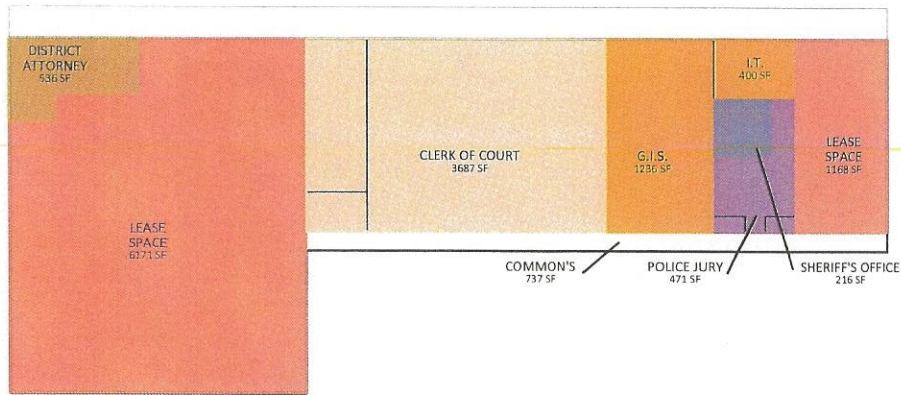 DISTRICT
ATTORNEY
536 SF
I.T.
400 SF
CLERK OF COURT
3687 SF
G.I.S.
1236 SF
LEASE
SPACE
1168 SF
LEASE
SPACE
6171 SF
COMMON'S
737 SF
POLICE JURY
471 SF
SHERIFF'S OFFICE
216 SF